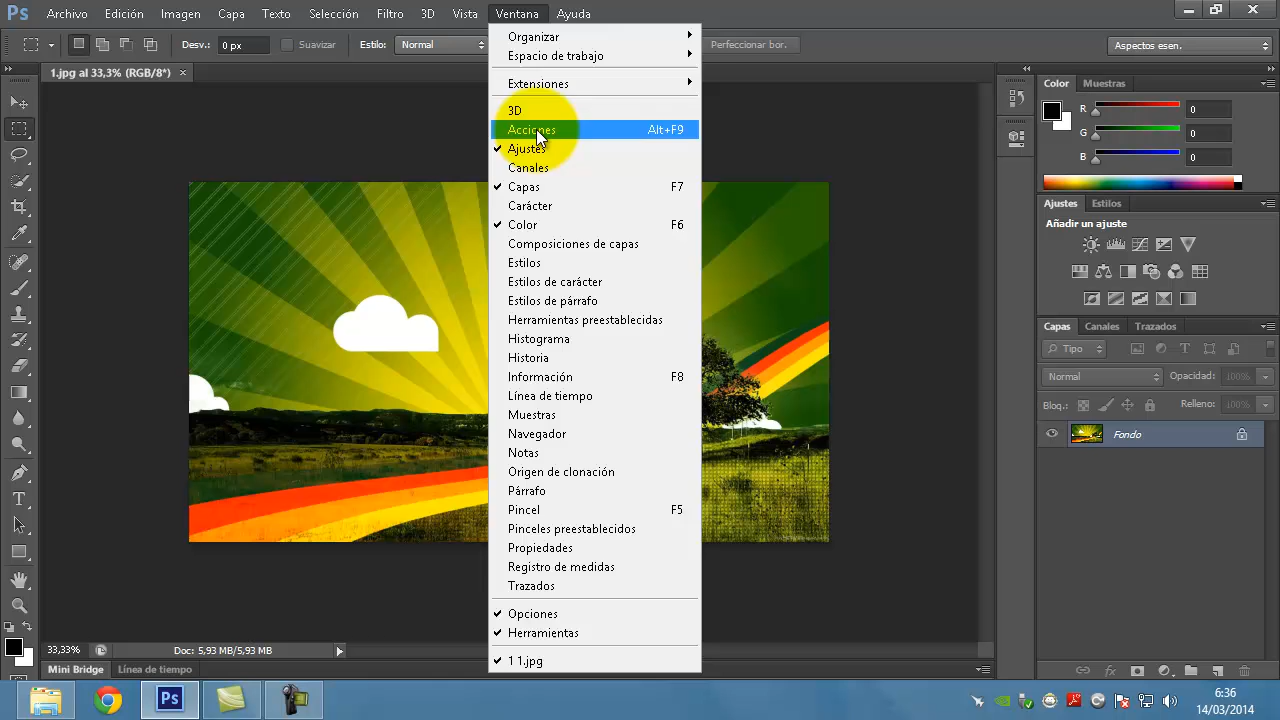 Ps Archivo Edición Imagen Capa Texto Selección Filtro 3D Vista Ventana Ayuda
Desv.: 0 px Suavizar Estilo: Normal Perfeccionar bor. Aspectos esen.
1.jpg al 33,3% (RGB/8*) ×
Organizar
Espacio de trabajo
Extensiones
3D
Acciones Alt+F9
Ajustes
Canales
Capas F7
Carácter
Color F6
Composiciones de capas
Estilos
Estilos de carácter
Estilos de párrafo
Herramientas preestablecidas
Histograma
Historia
Información F8
Línea de tiempo
Muestras
Navegador
Notas
Origen de clonación
Párrafo
Pincel F5
Pinceles preestablecidos
Propiedades
Registro de medidas
Trazados
Opciones
Herramientas
1 1.jpg
Color Muestras
R 0
G 0
B 0
Ajustes Estilos
Añadir un ajuste
Capas Canales Trazados
Tipo
Normal Opacidad: 100%
Bloq.: Relleno: 100%
Fondo
33,33% Doc: 5,93 MB/5,93 MB
Mini Bridge Línea de tiempo
Ps
6:36
14/03/2014